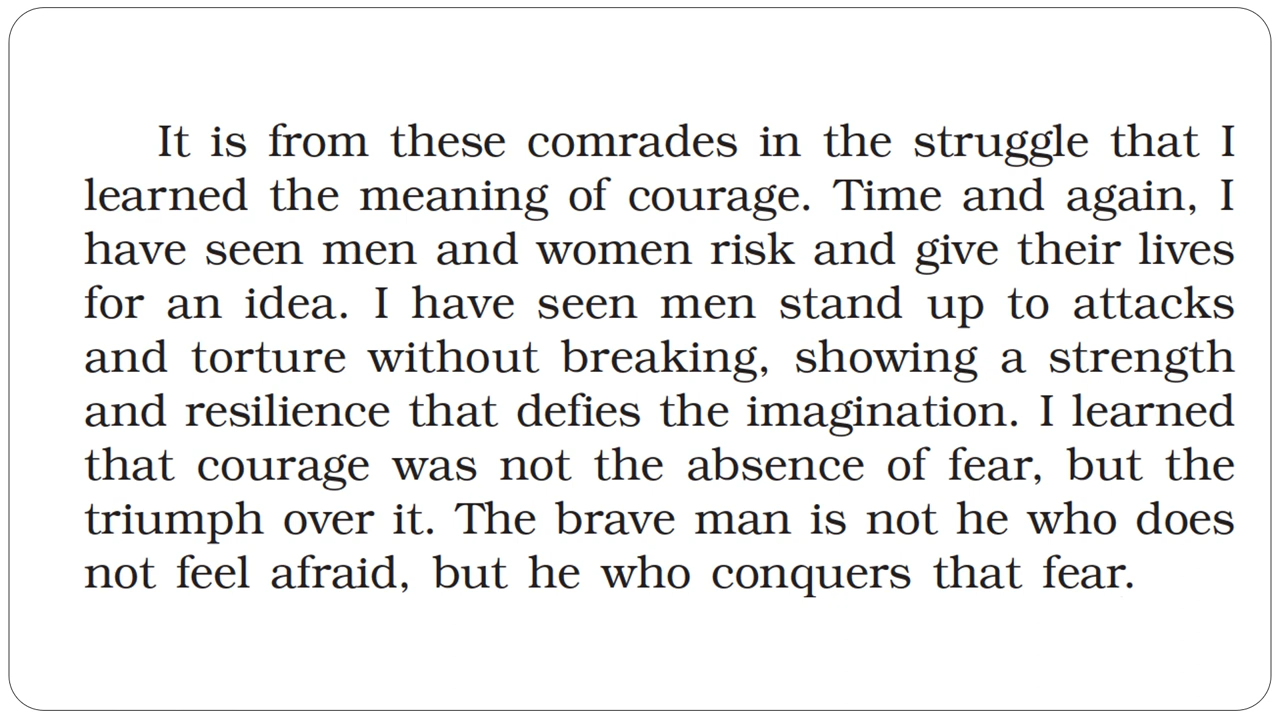 It is from these comrades in the struggle that I
learned the meaning of courage. Time and again, I
have seen men and women risk and give their lives
for an idea. I have seen men stand up to attacks
and torture without breaking, showing a strength
and resilience that defies the imagination. I learned
that courage was not the absence of fear, but the
triumph over it. The brave man is not he who does
not feel afraid, but he who conquers that fear.